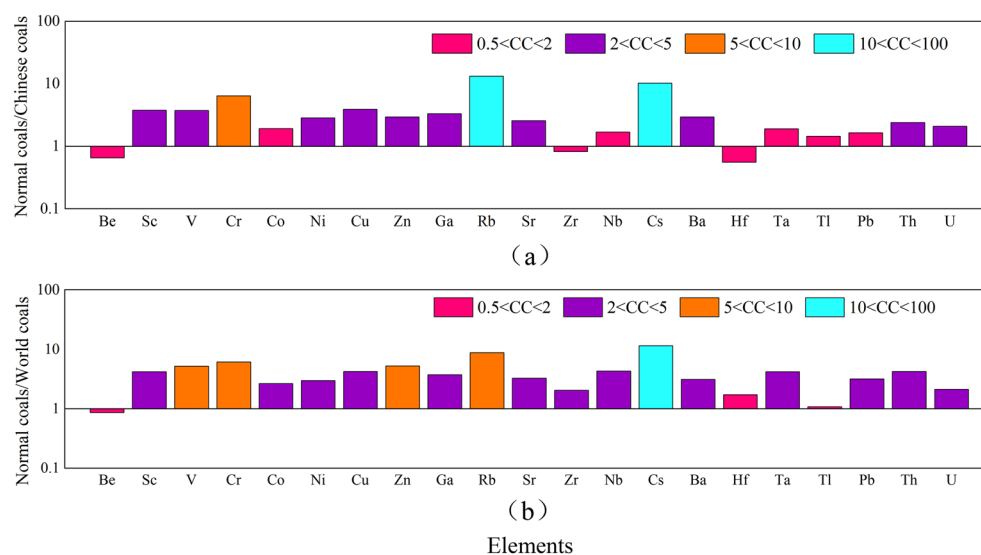 Normal coals/Chinese coals
100
10
1
0.1
0.5<CC<2 2<CC<5 5<CC<10 10<CC<100
Be Sc V Cr Co Ni Cu Zn Ga Rb Sr Zr Nb Cs Ba Hf Ta Tl Pb Th U
（a）
Normal coals/World coals
100
10
1
0.1
0.5<CC<2 2<CC<5 5<CC<10 10<CC<100
Be Sc V Cr Co Ni Cu Zn Ga Rb Sr Zr Nb Cs Ba Hf Ta Tl Pb Th U
（b）
Elements